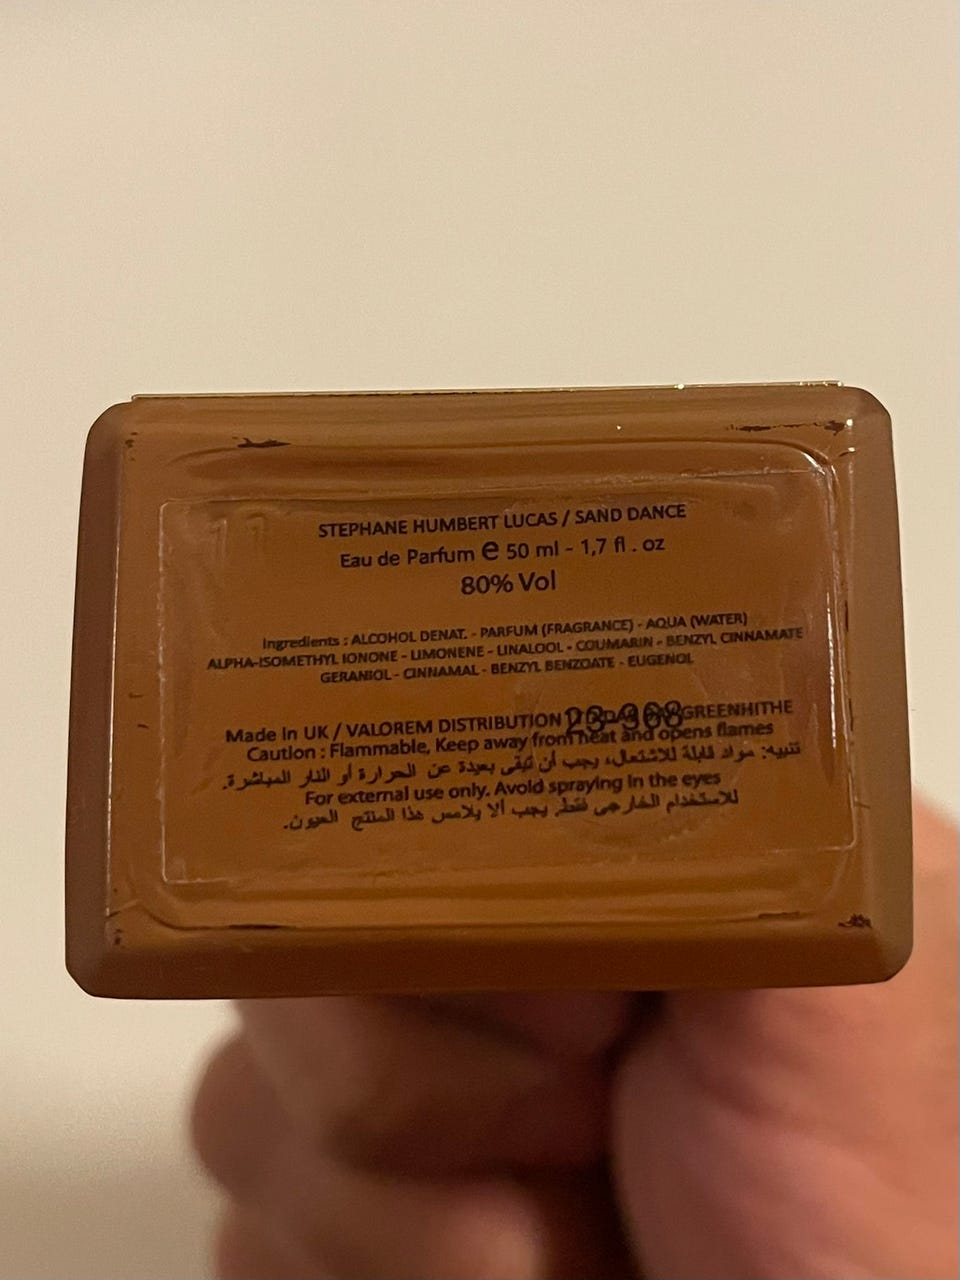 11
STEPHANE HUMBERT LUCAS / SAND DANCE
Eau de Parfum e 50 ml - 1,7 fl . oz
80% Vol
Ingredients : ALCOHOL DENAT. - PARFUM (FRAGRANCE) - AQUA (WATER)
ALPHA-ISOMETHYL IONONE - LIMONENE - LINALOOL - COUMARIN - BENZYL CINNAMATE
GERANIOL - CINNAMAL - BENZYL BENZOATE - EUGENOL
23-368
Made In UK / VALOREM DISTRIBUTION GREENHITHE
Caution : Flammable, Keep away from heat and opens flames
تنبيه: مواد قابلة للاشتعال، يجب أن تبقى بعيدة عن الحرارة أو النار المباشرة.
For external use only. Avoid spraying in the eyes
للاستخدام الخارجي فقط. يجب ألا يلامس هذا المنتج العيون.